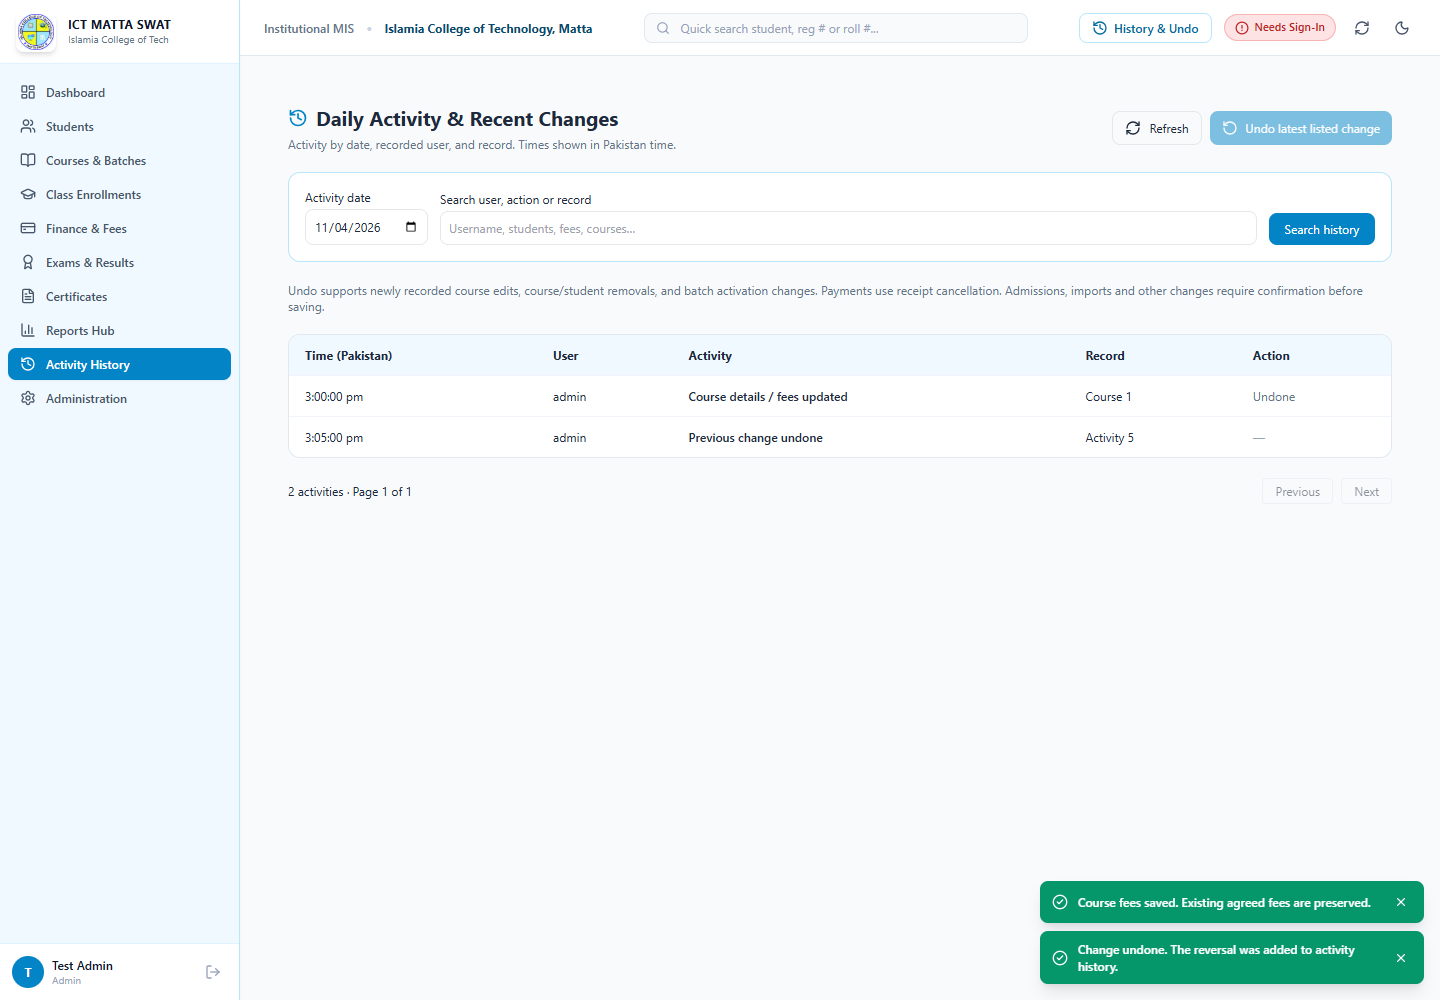 ICT MATTA SWAT
Islamia College of Tech
Dashboard
Students
Courses & Batches
Class Enrollments
Finance & Fees
Exams & Results
Certificates
Reports Hub
Activity History
Administration
T
Test Admin
Admin
Institutional MIS
Islamia College of Technology, Matta
Quick search student, reg # or roll #...
History & Undo
Needs Sign-In
Daily Activity & Recent Changes
Activity by date, recorded user, and record. Times shown in Pakistan time.
Refresh
Undo latest listed change
Activity date
11/04/2026
Search user, action or record
Username, students, fees, courses...
Search history
Undo supports newly recorded course edits, course/student removals, and batch activation changes. Payments use receipt cancellation. Admissions, imports and other changes require confirmation before
saving.
Time (Pakistan) User Activity Record Action
3:00:00 pm admin Course details / fees updated Course 1 Undone
3:05:00 pm admin Previous change undone Activity 5 —
2 activities · Page 1 of 1
Previous
Next
Course fees saved. Existing agreed fees are preserved.
Change undone. The reversal was added to activity
history.